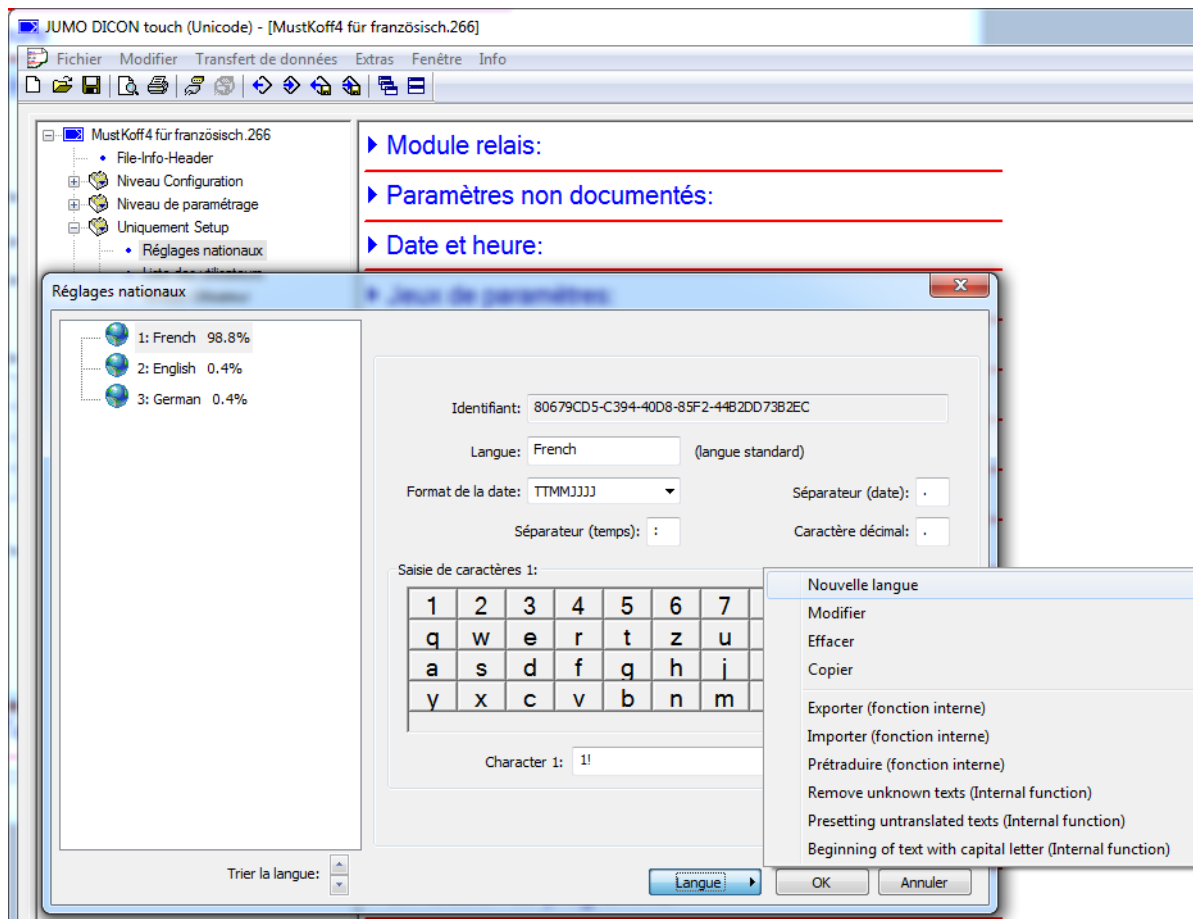 JUMO DICON touch (Unicode) - [MustKoff4 für französisch.266]
Fichier Modifier Transfert de données Extras Fenêtre Info
MustKoff4 für französisch.266
File-Info-Header
Niveau Configuration
Niveau de paramétrage
Uniquement Setup
Réglages nationaux
Module relais:
Paramètres non documentés:
Date et heure:
Jeux de paramètres:
Réglages nationaux
x
1: French 98.8%
2: English 0.4%
3: German 0.4%
Trier la langue:
Identifiant: 80679CD5-C394-40D8-85F2-44B2DD73B2EC
Langue: French (langue standard)
Format de la date: TTMMJJJJ Séparateur (date): .
Séparateur (temps): : Caractère décimal: .
Saisie de caractères 1:
1 2 3 4 5 6 7
q w e r t z u
a s d f g h j
y x c v b n m
Character 1: 1!
Langue OK Annuler
Nouvelle langue
Modifier
Effacer
Copier
Exporter (fonction interne)
Importer (fonction interne)
Prétraduire (fonction interne)
Remove unknown texts (Internal function)
Presetting untranslated texts (Internal function)
Beginning of text with capital letter (Internal function)